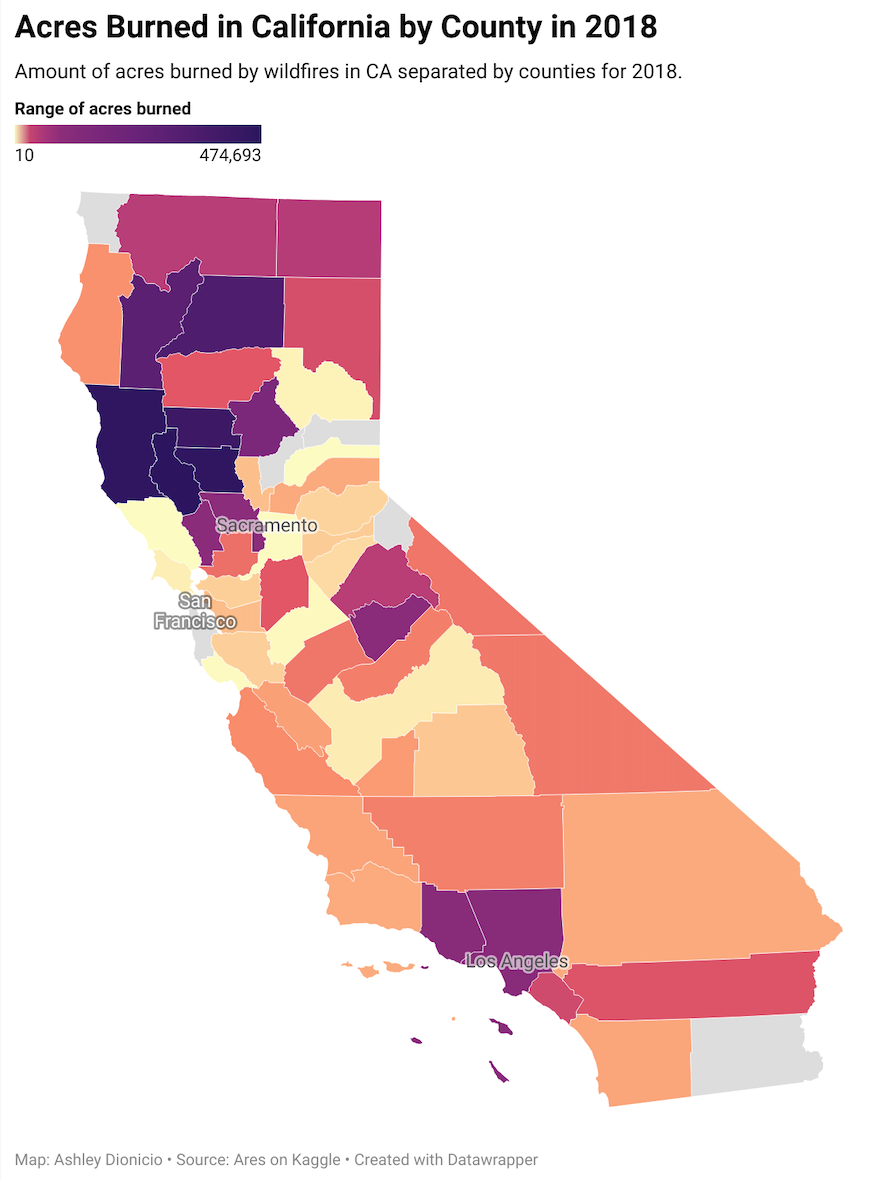 Acres Burned in California by County in 2018
Amount of acres burned by wildfires in CA separated by counties for 2018.
Range of acres burned
10 474,693
Sacramento
San
Francisco
Los Angeles
Map: Ashley Dionicio • Source: Ares on Kaggle • Created with Datawrapper